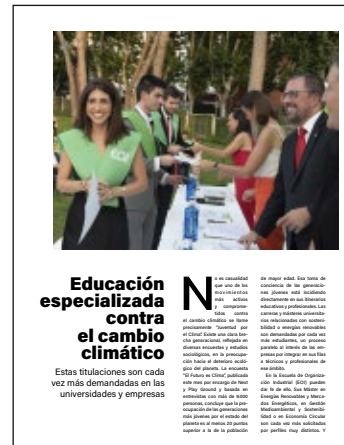 EOI
Educación
especializada
contra
el cambio
climático
Estas titulaciones son cada
vez más demandadas en las
universidades y empresas
No es casualidad
que uno de los
movimientos
más activos
y comprome-
tidos contra
el cambio climático se llame
precisamente "Juventud por
el Clima". Existe una clara bre-
cha generacional, reflejada en
diversas encuestas y estudios
sociológicos, en la preocupa-
ción hacia el deterioro ecoló-
gico del planeta. La encuesta
"El Futuro es Clima", publicada
este mes por encargo de Next
y Play Ground y basada en
entrevistas con más de 9.000
personas, concluye que la preo-
cupación de las generaciones
más jóvenes por el estado del
planeta es al menos 20 puntos
superior a la de la población
de mayor edad. Esa toma de
conciencia de las generacio-
nes jóvenes está incidiendo
directamente en sus itinerarios
educativos y profesionales. Las
carreras y másteres universita-
rios relacionados con sostenibi-
lidad o energías renovables
son demandadas por cada vez
más estudiantes, un proceso
paralelo al interés de las em-
presas por integrar en sus filas
a técnicos y profesionales de
ese ámbito.
En la Escuela de Organiza-
ción Industrial (EOI) pueden
dar fe de ello. Sus Máster en
Energías Renovables y Merca-
dos Energéticos, en Gestión
Medioambiental y Sostenibi-
lidad o en Economía Circular
son cada vez más solicitados
por perfiles muy distintos. Y